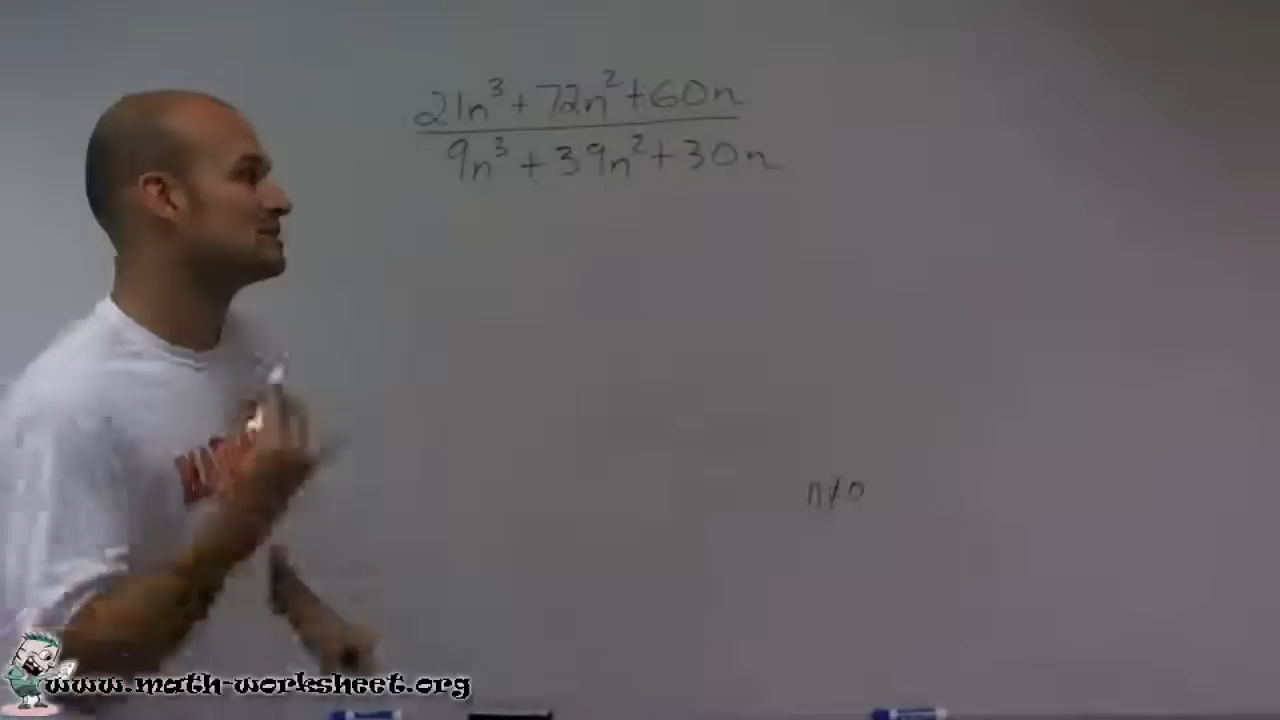 21n³ + 72n² + 60n
9n³ + 39n² + 30n
n ≠ 0
www.math-worksheet.org